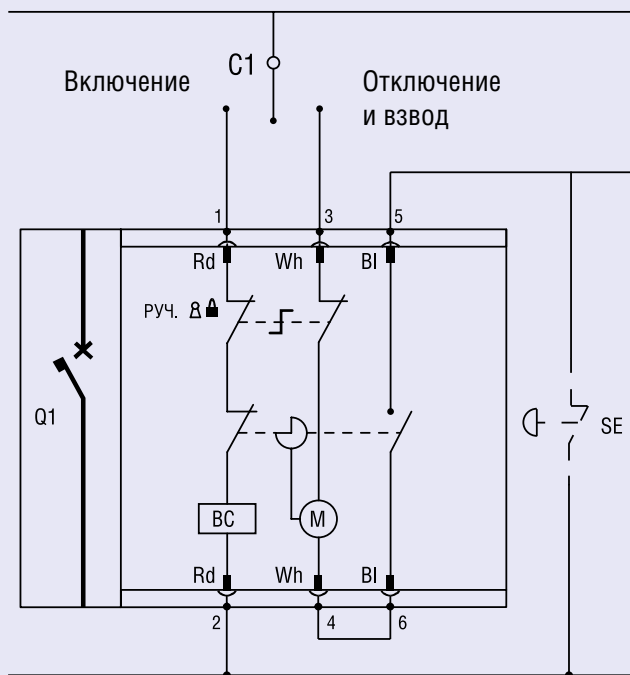 C1
Включение
Отключение
и взвод
1
3
5
Rd
Wh
Bl
РУЧ.
Q1
SE
BC
M
Rd
Wh
Bl
2
4
6